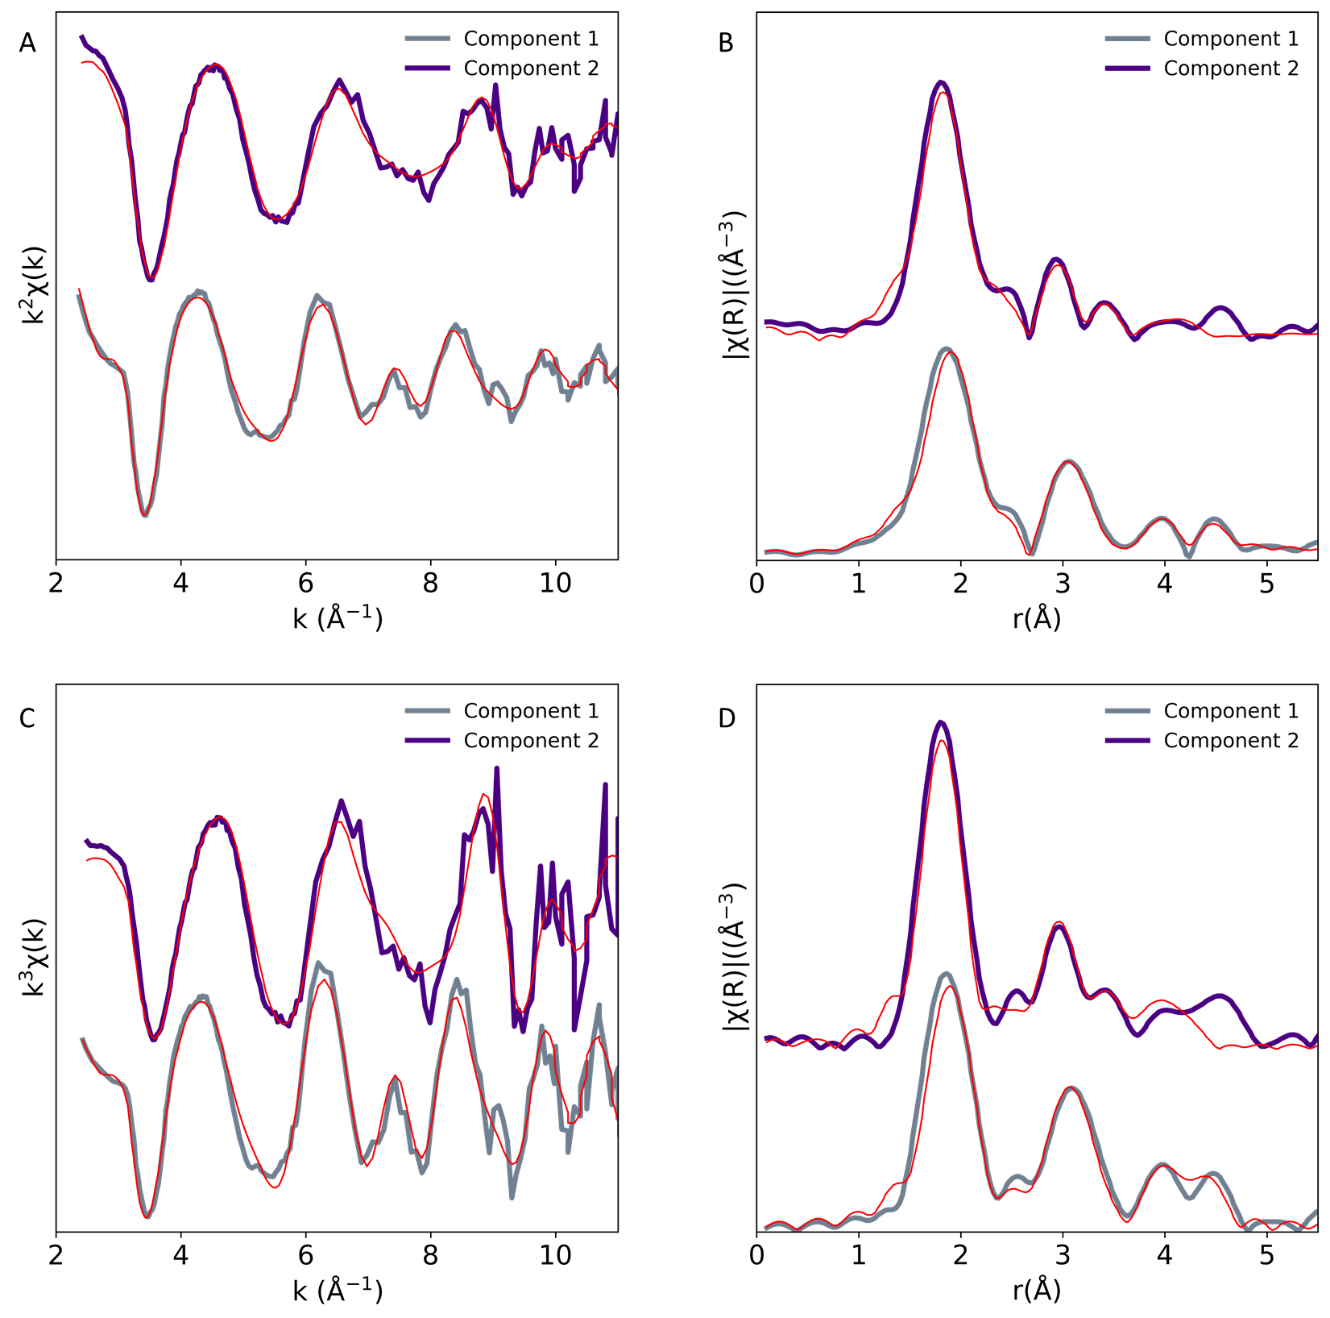 A
Component 1
Component 2
k²χ(k)
2 4 6 8 10
k (Å⁻¹)
B
Component 1
Component 2
|χ(R)|((Å⁻³)
0 1 2 3 4 5
r(Å)
C
Component 1
Component 2
k³χ(k)
2 4 6 8 10
k (Å⁻¹)
D
Component 1
Component 2
|χ(R)|((Å⁻³)
0 1 2 3 4 5
r(Å)